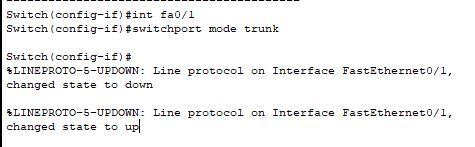 Switch(config-if)#int fa0/1
Switch(config-if)#switchport mode trunk
Switch(config-if)#
%LINEPROTO-5-UPDOWN: Line protocol on Interface FastEthernet0/1,
changed state to down
%LINEPROTO-5-UPDOWN: Line protocol on Interface FastEthernet0/1,
changed state to up